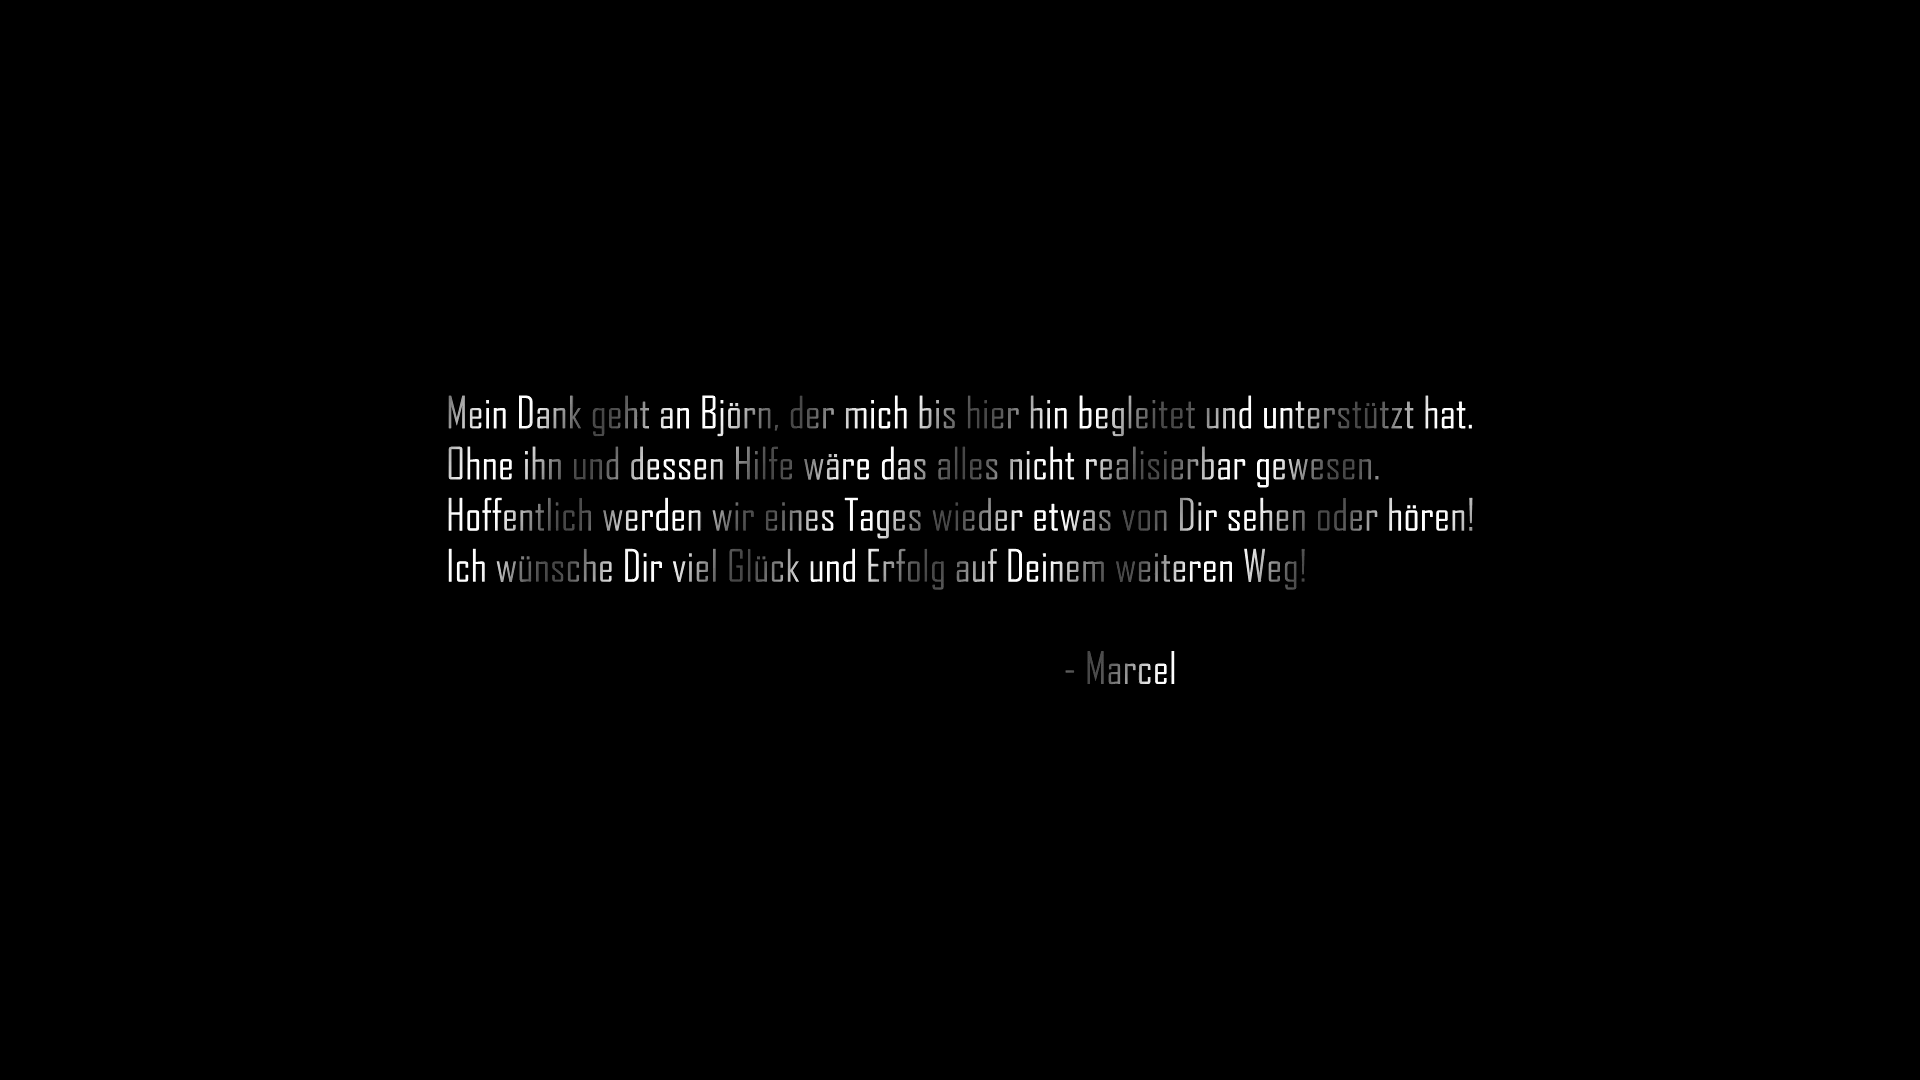 Mein Dank geht an Björn, der mich bis hier hin begleitet und unterstützt hat.
Ohne ihn und dessen Hilfe wäre das alles nicht realisierbar gewesen.
Hoffentlich werden wir eines Tages wieder etwas von Dir sehen oder hören!
Ich wünsche Dir viel Glück und Erfolg auf Deinem weiteren Weg!
- Marcel